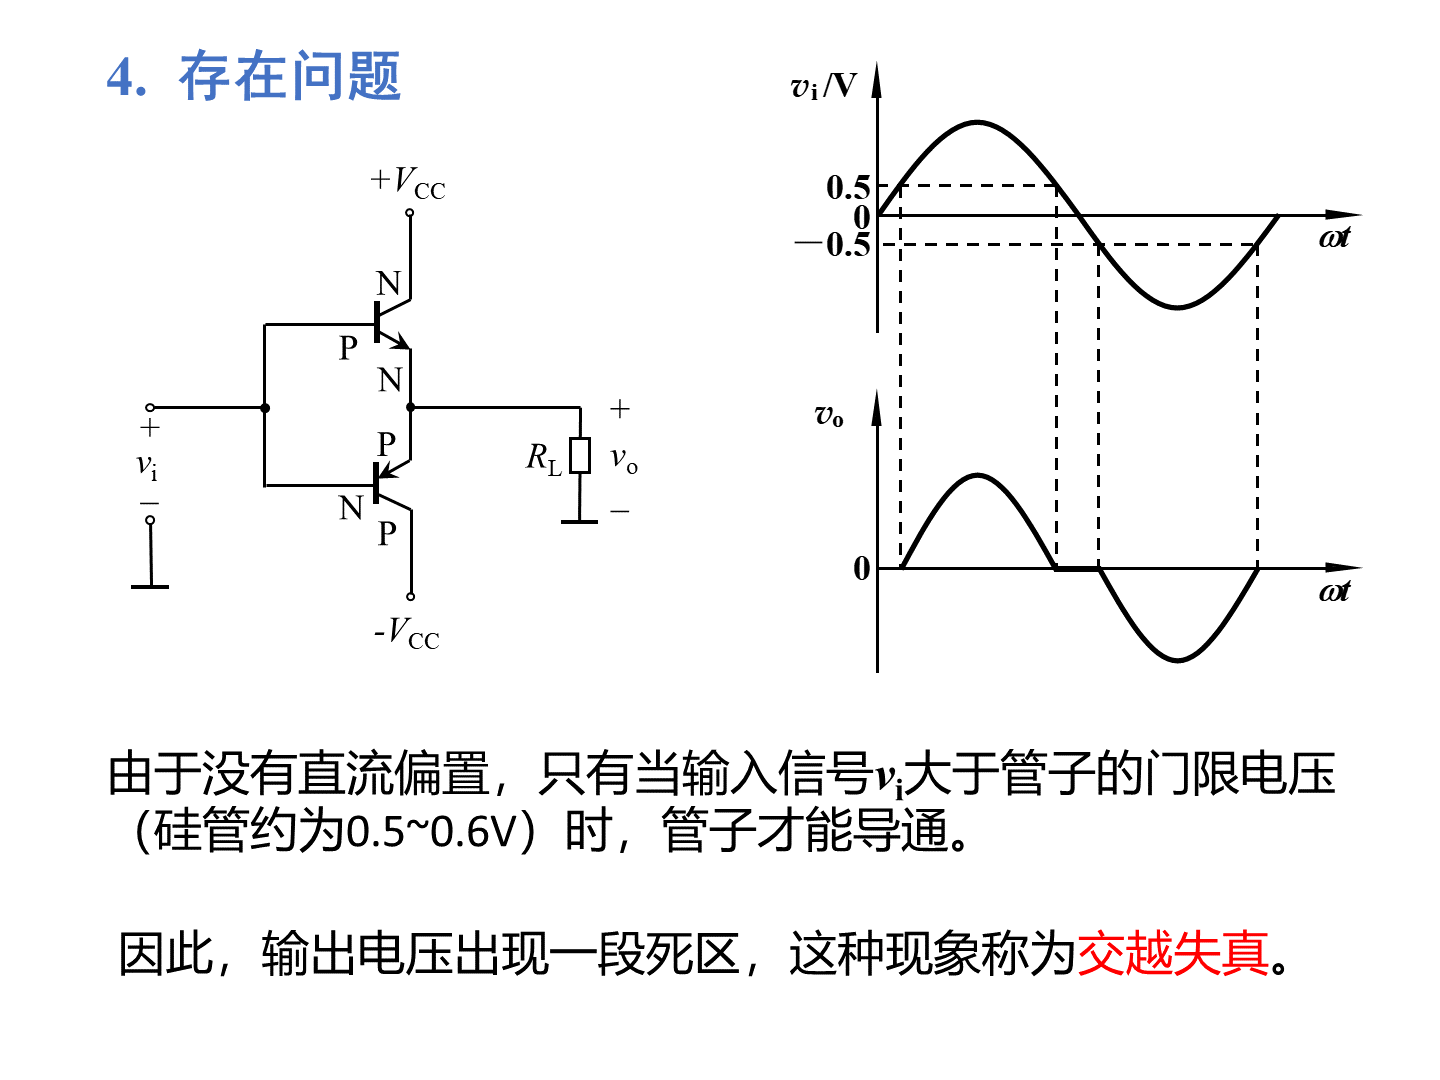 4. 存在问题
+VCC
N
P
N
+
vi
−
P
N
P
-VCC
RL
+
vo
−
vi /V
0.5
0
−0.5
ωt
vo
0
ωt
由于没有直流偏置，只有当输入信号vi大于管子的门限电压
（硅管约为0.5~0.6V）时，管子才能导通。
因此，输出电压出现一段死区，这种现象称为交越失真。